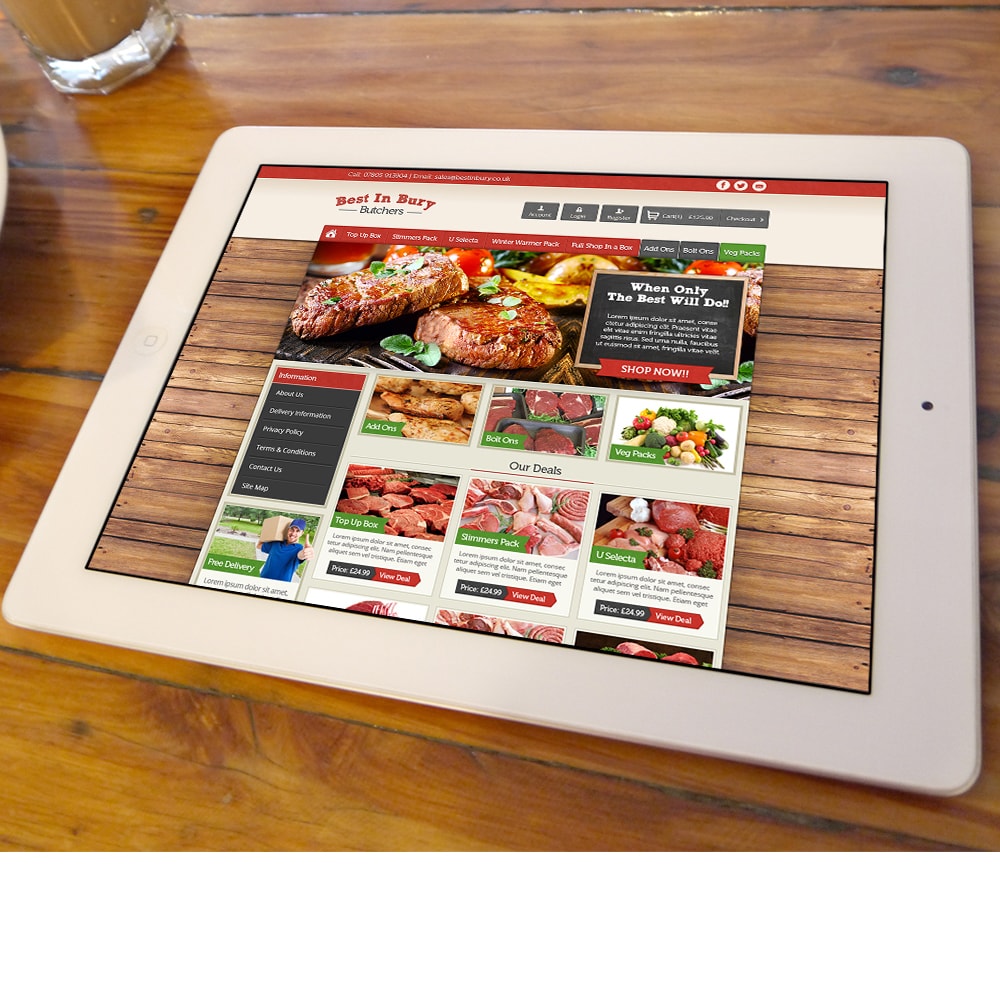 Call: 07805 913904 | Email: sales@bestinbury.co.uk
Best In Bury
Butchers
Account
Login
Register
Cart(1) £125.00 Checkout
Top Up Box Slimmers Pack U Selecta Winter Warmer Pack Full Shop In a Box Add Ons Bolt Ons Veg Packs
When Only
The Best Will Do!!
Lorem ipsum dolor sit amet,
ctetur adipiscing elit. Praesent vitae
elit vitae enim fringilla ultricies vitae
sagittis risus. Sed urna nulla, faucibus
ut euismod sit amet, fringilla vitae velit.
SHOP NOW!!
Information
About Us
Delivery Information
Privacy Policy
Terms & Conditions
Contact Us
Site Map
Add Ons
Bolt Ons
Veg Packs
Our Deals
Top Up Box
Lorem ipsum dolor sit amet, consec
tetur adipiscing elit. Nam pellentesque
aliquet sem vel tristique. Etiam eget
Price: £24.99 View Deal
Slimmers Pack
Lorem ipsum dolor sit amet, consec
tetur adipiscing elit. Nam pellentesque
aliquet sem vel tristique. Etiam eget
Price: £24.99 View Deal
U Selecta
Lorem ipsum dolor sit amet, consec
tetur adipiscing elit. Nam pellentesque
aliquet sem vel tristique. Etiam eget
Price: £24.99 View Deal
Free Delivery
Lorem ipsum dolor sit amet,